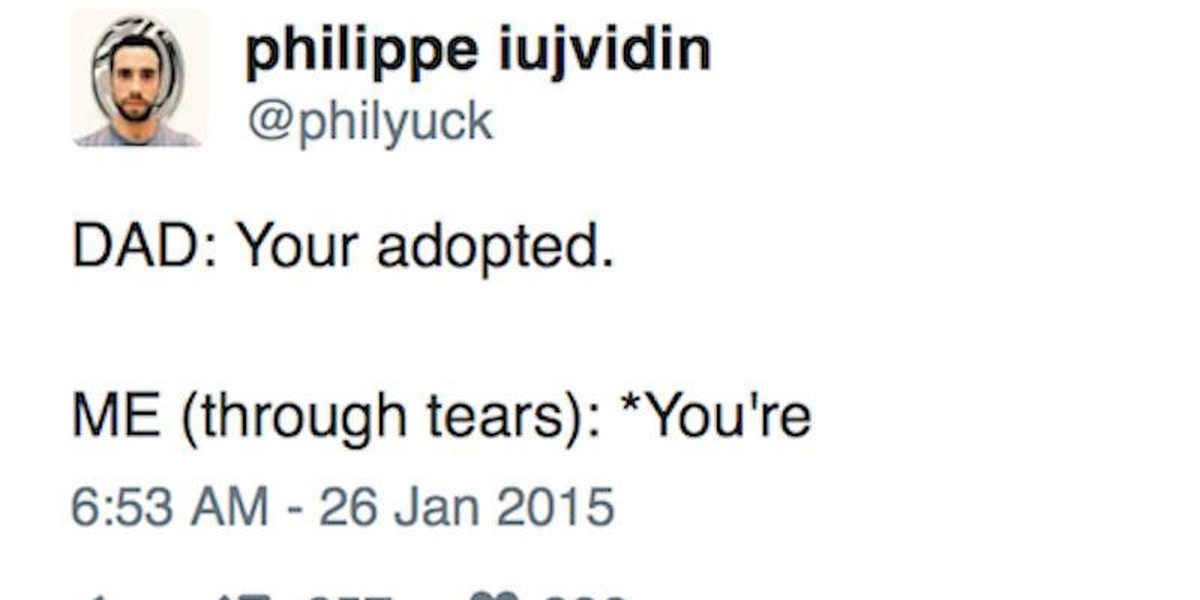 philippe iujvidin
@philyuck
DAD: Your adopted.
ME (through tears): *You're
6:53 AM - 26 Jan 2015